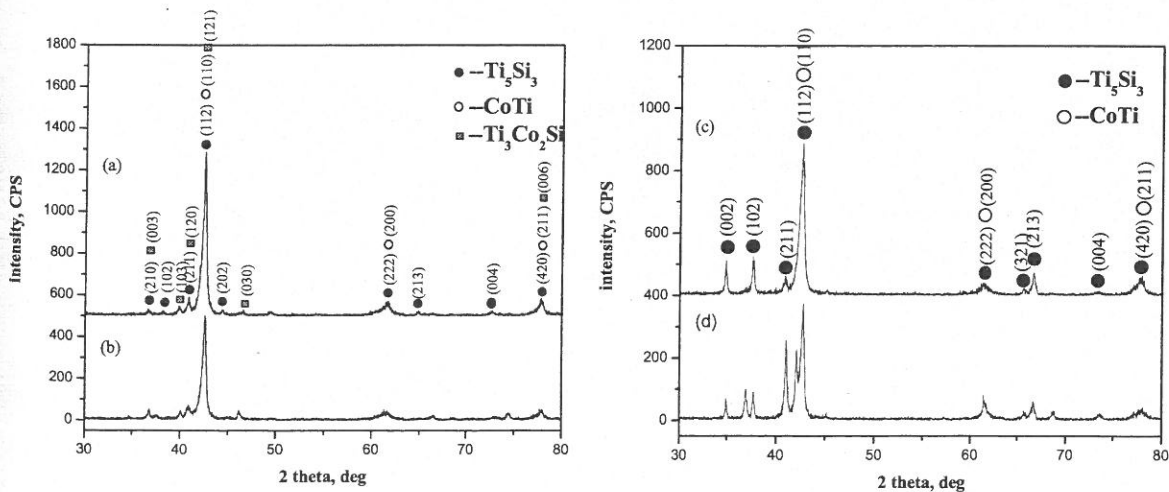 1800
1600
1400
1200
1000
800
600
400
200
0
intensity, CPS
(a)
(b)
●--Ti₅Si₃
○--CoTi
--Ti₃Co₂Si
(003)
(210)
(102)
(103)
(211)
(120)
(112) (110) (121)
(202)
(030)
(222) (200)
(213)
(004)
(420) (211) (006)
30 40 50 60 70 80
2 theta, deg
1200
1000
800
600
400
200
0
intensity, CPS
(c)
(d)
●--Ti₅Si₃
○--CoTi
(002)
(102)
(211)
(112) (110)
(222) (200)
(321)
(213)
(004)
(420) (211)
30 40 50 60 70 80
2 theta, deg